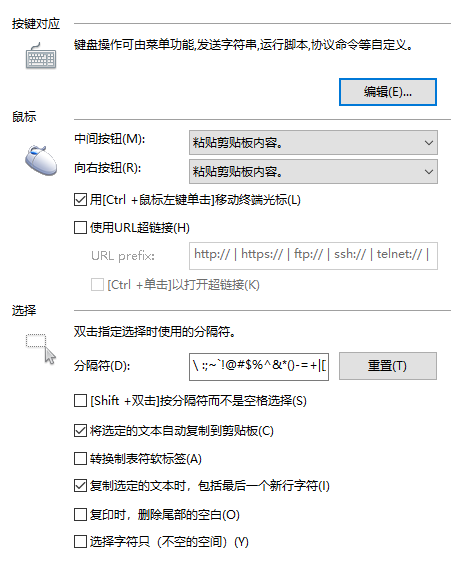 按键对应
键盘操作可由菜单功能,发送字符串,运行脚本,协议命令等自定义。
编辑(E)...
鼠标
中间按钮(M): 粘贴剪贴板内容。
向右按钮(R): 粘贴剪贴板内容。
用[Ctrl +鼠标左键单击]移动终端光标(L)
使用URL超链接(H)
URL prefix: http:// | https:// | ftp:// | ssh:// | telnet:// |
[Ctrl +单击]以打开超链接(K)
选择
双击指定选择时使用的分隔符。
分隔符(D): \ :;~`!@#$%^&*()-=+|[ 重置(T)
[Shift +双击]按分隔符而不是空格选择(S)
将选定的文本自动复制到剪贴板(C)
转换制表符软标签(A)
复制选定的文本时，包括最后一个新行字符(I)
复印时，删除尾部的空白(O)
选择字符只（不空的空间）(Y)